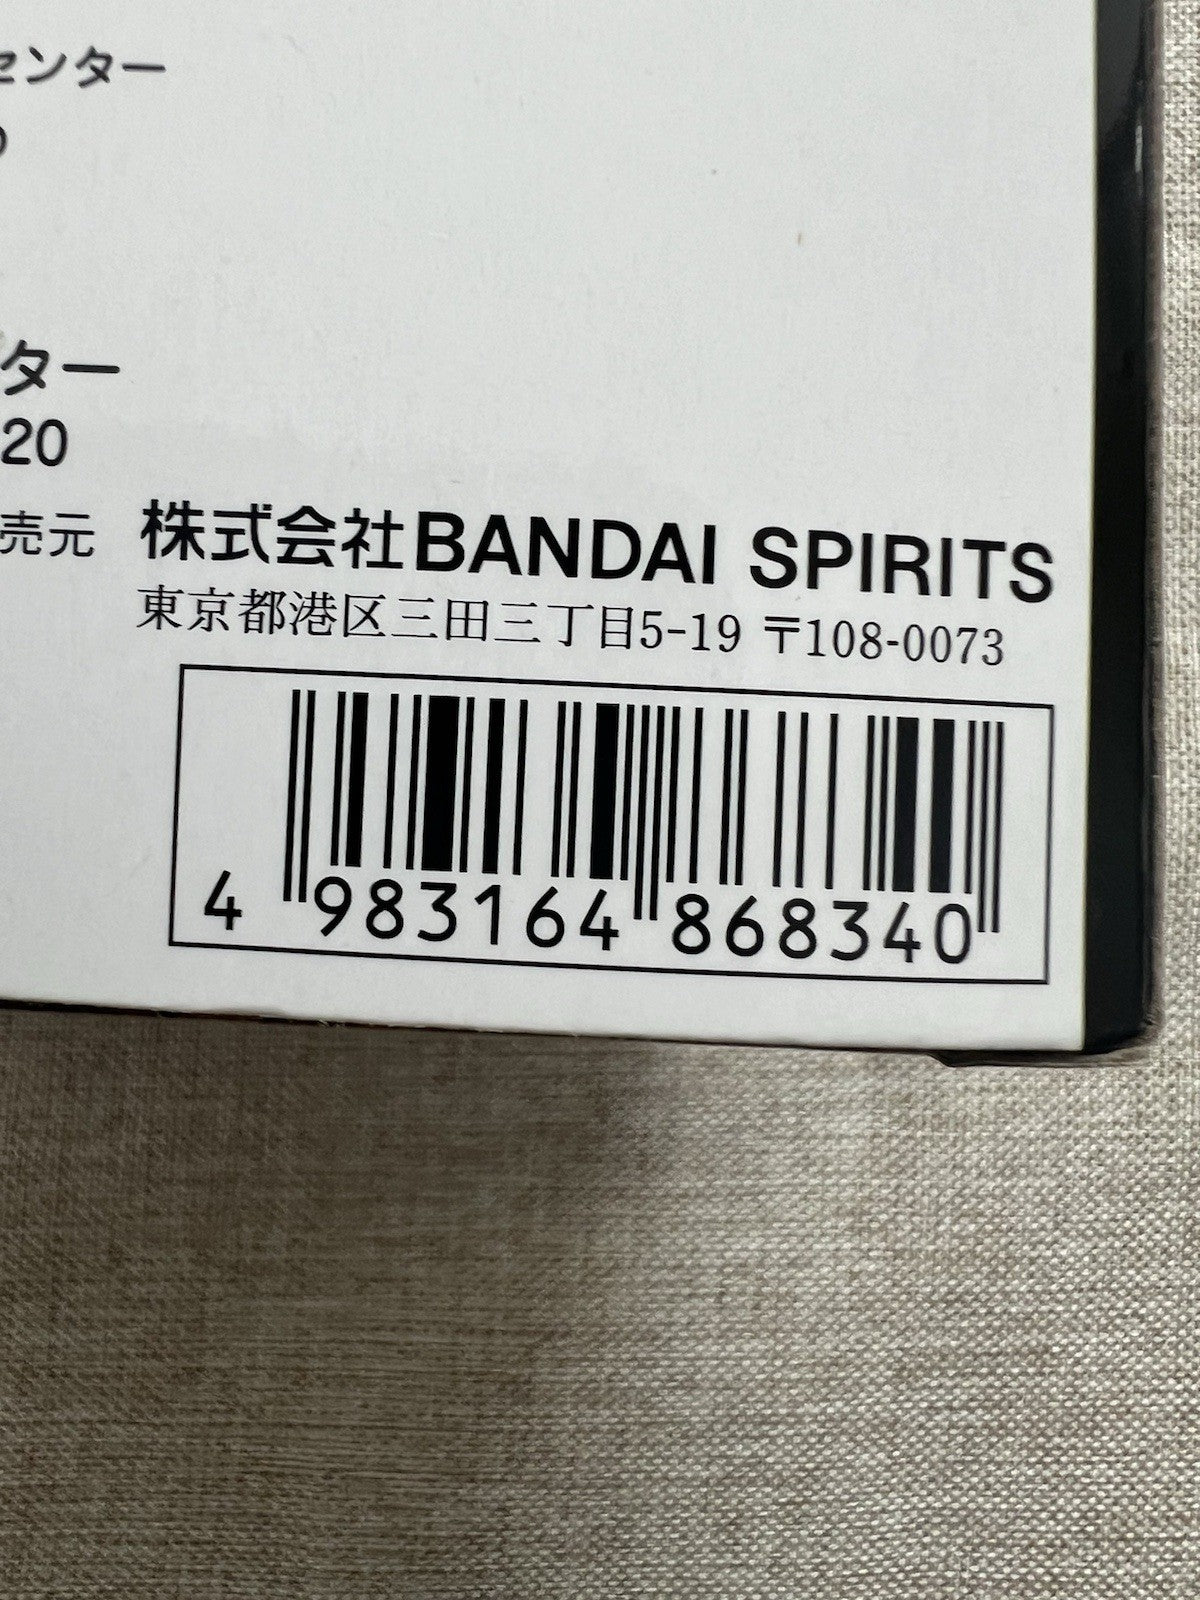 センター
ター
20
売元 株式会社BANDAI SPIRITS
東京都港区三田三丁目5-19 〒108-0073
4 983164 868340